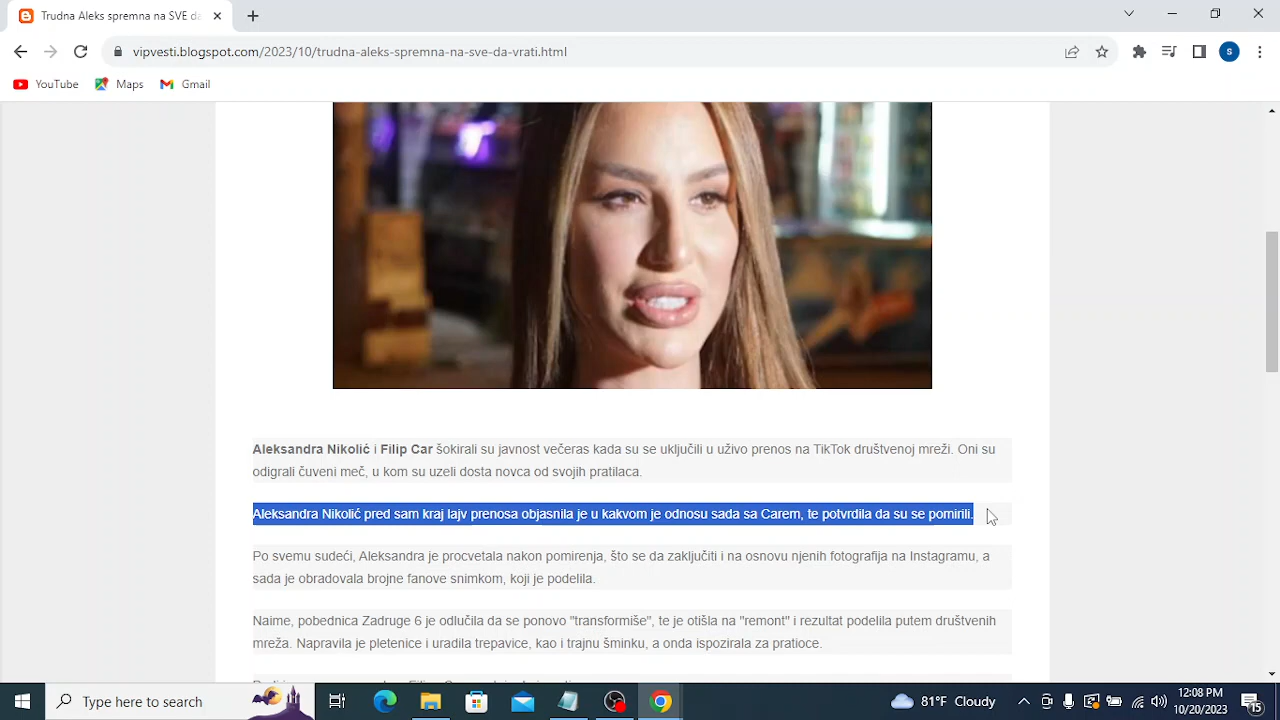 Trudna Aleks spremna na SVE da
vipvesti.blogspot.com/2023/10/trudna-aleks-spremna-na-sve-da-vrati.html
S
YouTube
Maps
Gmail
Aleksandra Nikolić i Filip Car šokirali su javnost večeras kada su se uključili u uživo prenos na TikTok društvenoj mreži. Oni su
odigrali čuveni meč, u kom su uzeli dosta novca od svojih pratilaca.
Aleksandra Nikolić pred sam kraj lajv prenosa objasnila je u kakvom je odnosu sada sa Carem, te potvrdila da su se pomirili.
Po svemu sudeći, Aleksandra je procvetala nakon pomirenja, što se da zaključiti i na osnovu njenih fotografija na Instagramu, a
sada je obradovala brojne fanove snimkom, koji je podelila.
Naime, pobednica Zadruge 6 je odlučila da se ponovo "transformiše", te je otišla na "remont" i rezultat podelila putem društvenih
mreža. Napravila je pletenice i uradila trepavice, kao i trajnu šminku, a onda ispozirala za pratioce.
Type here to search
81°F Cloudy
12:08 PM
10/20/2023
15